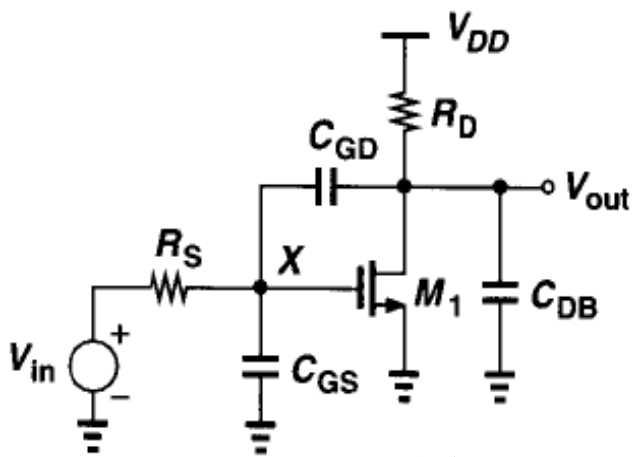 V_DD
R_D
C_GD
V_out
R_S
X
M_1
C_DB
+
V_in
−
C_GS